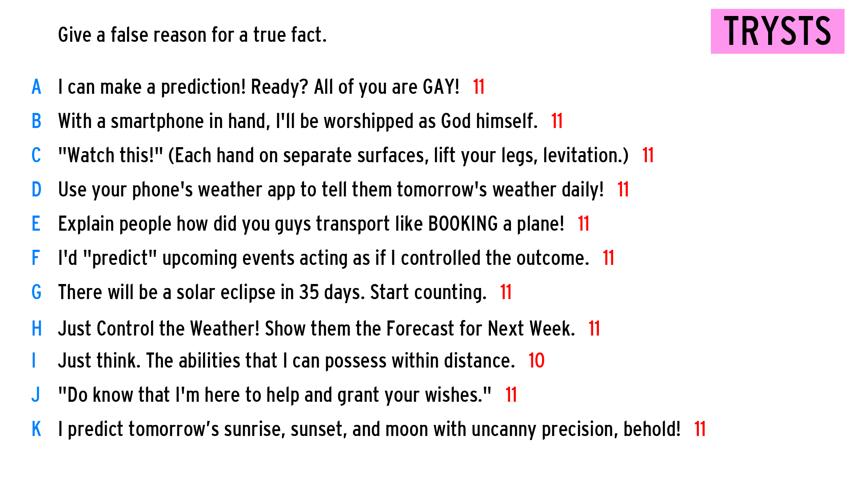 Give a false reason for a true fact.
TRYSTS
A I can make a prediction! Ready? All of you are GAY! 11
B With a smartphone in hand, I'll be worshipped as God himself. 11
C "Watch this!" (Each hand on separate surfaces, lift your legs, levitation.) 11
D Use your phone's weather app to tell them tomorrow's weather daily! 11
E Explain people how did you guys transport like BOOKING a plane! 11
F I'd "predict" upcoming events acting as if I controlled the outcome. 11
G There will be a solar eclipse in 35 days. Start counting. 11
H Just Control the Weather! Show them the Forecast for Next Week. 11
I Just think. The abilities that I can possess within distance. 10
J "Do know that I'm here to help and grant your wishes." 11
K I predict tomorrow’s sunrise, sunset, and moon with uncanny precision, behold! 11